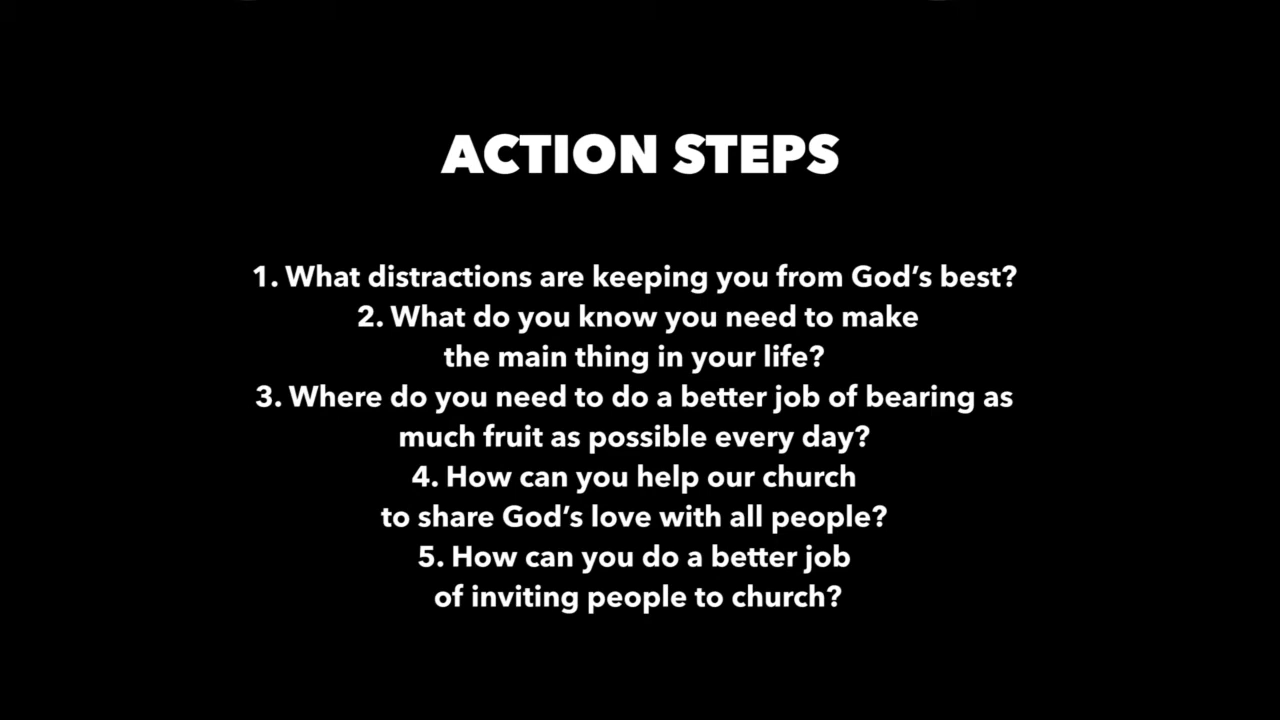 ACTION STEPS
1. What distractions are keeping you from God’s best?
2. What do you know you need to make
the main thing in your life?
3. Where do you need to do a better job of bearing as
much fruit as possible every day?
4. How can you help our church
to share God’s love with all people?
5. How can you do a better job
of inviting people to church?